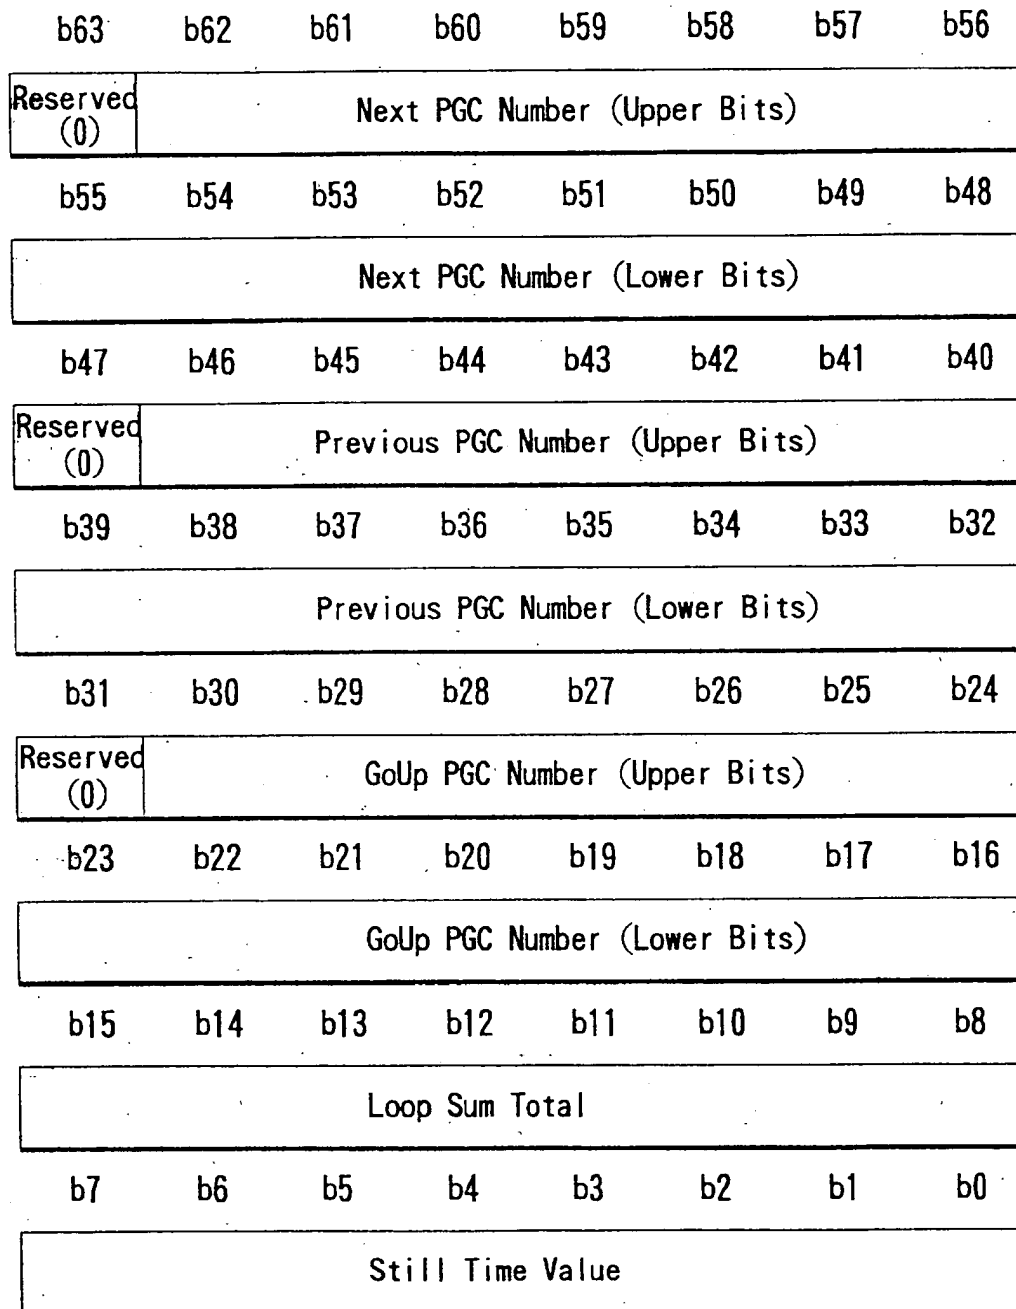 b63 b62 b61 b60 b59 b58 b57 b56
Reserved
(0)
Next PGC Number (Upper Bits)
b55 b54 b53 b52 b51 b50 b49 b48
Next PGC Number (Lower Bits)
b47 b46 b45 b44 b43 b42 b41 b40
Reserved
(0)
Previous PGC Number (Upper Bits)
b39 b38 b37 b36 b35 b34 b33 b32
Previous PGC Number (Lower Bits)
b31 b30 b29 b28 b27 b26 b25 b24
Reserved
(0)
GoUp PGC Number (Upper Bits)
b23 b22 b21 b20 b19 b18 b17 b16
GoUp PGC Number (Lower Bits)
b15 b14 b13 b12 b11 b10 b9 b8
Loop Sum Total
b7 b6 b5 b4 b3 b2 b1 b0
Still Time Value